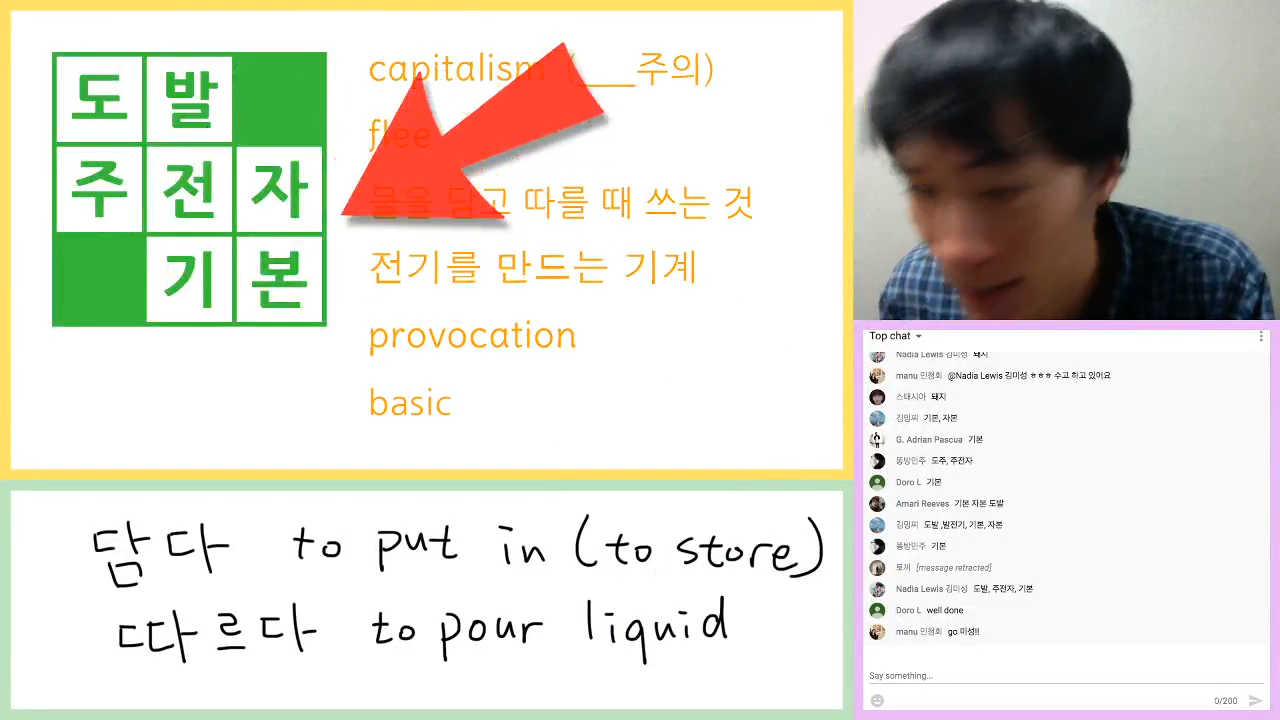 도 발
주 전 자
기 본
capitalism (___주의)
flee
물을 담고 따를 때 쓰는 것
전기를 만드는 기계
provocation
basic
담다 to put in (to store)
따르다 to pour liquid
Top chat
Nadia Lewis 김미성 돼지
manu 민청희 @Nadia Lewis 김미성 ㅎㅎㅎ 수고 하고 있어요
스태시아 돼지
김밍찌 기본, 자본
G. Adrian Pascua 기본
뚱방민주 도주, 주전자
Doro L 기본
Amari Reeves 기본 자본 도발
김밍찌 도발 ,발전기, 기본, 자본
뚱방민주 기본
토끼 [message retracted]
Nadia Lewis 김미성 도발, 주전자, 기본
Doro L well done
manu 민청희 go 미성!!
Say something...
0/200